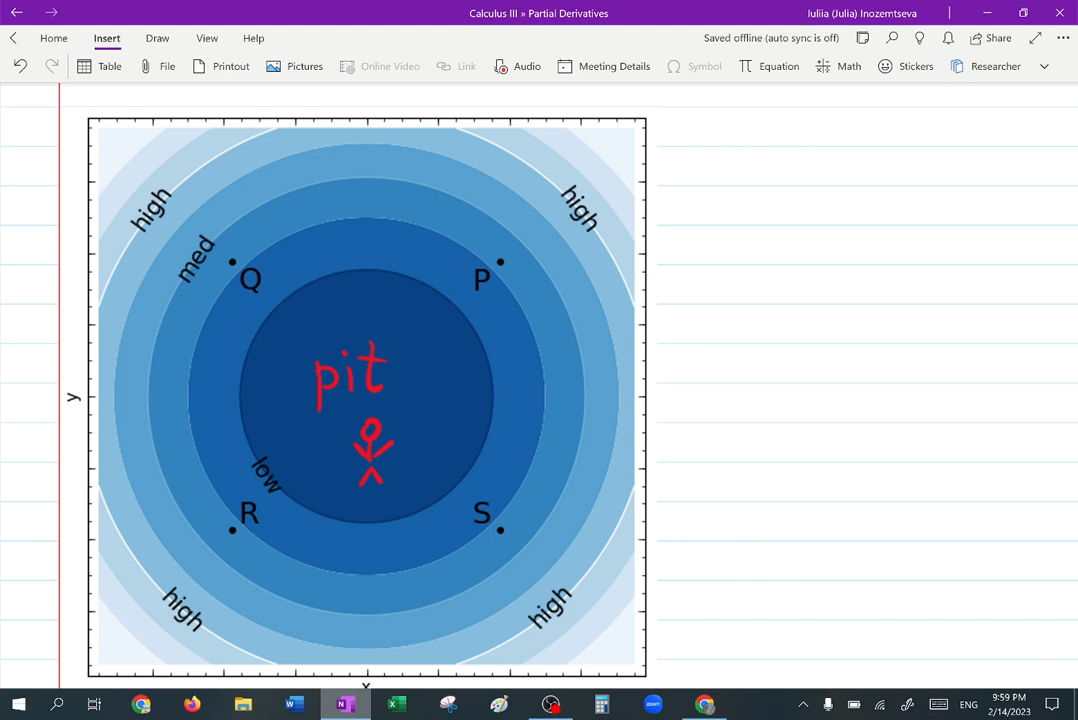 Calculus III » Partial Derivatives
Iuliia (Julia) Inozemtseva
Home Insert Draw View Help
Saved offline (auto sync is off)
Share
Table File Printout Pictures Online Video Link Audio Meeting Details Symbol Equation Math Stickers Researcher
high
high
med
Q
P
pit
y
low
R
S
high
high
x
zoom
ENG
9:59 PM
2/14/2023